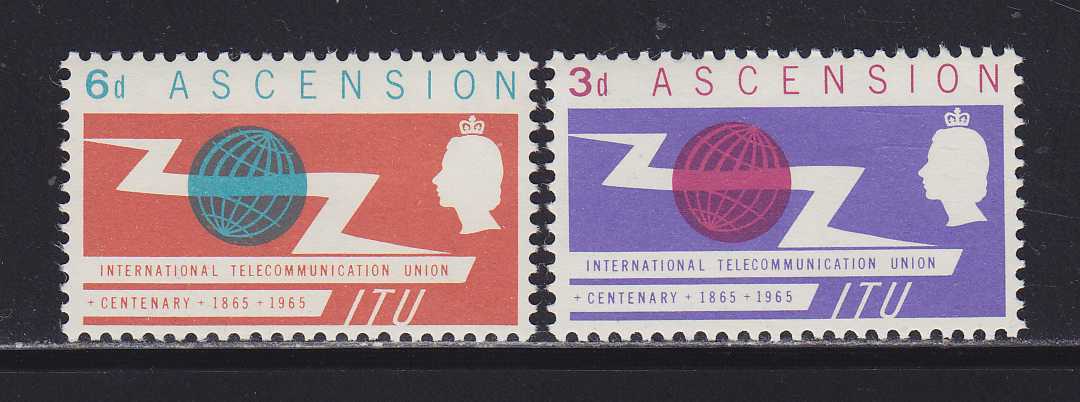 6d ASCENSION
INTERNATIONAL TELECOMMUNICATION UNION
+ CENTENARY + 1865 + 1965
ITU
3d ASCENSION
INTERNATIONAL TELECOMMUNICATION UNION
+ CENTENARY + 1865 + 1965
ITU